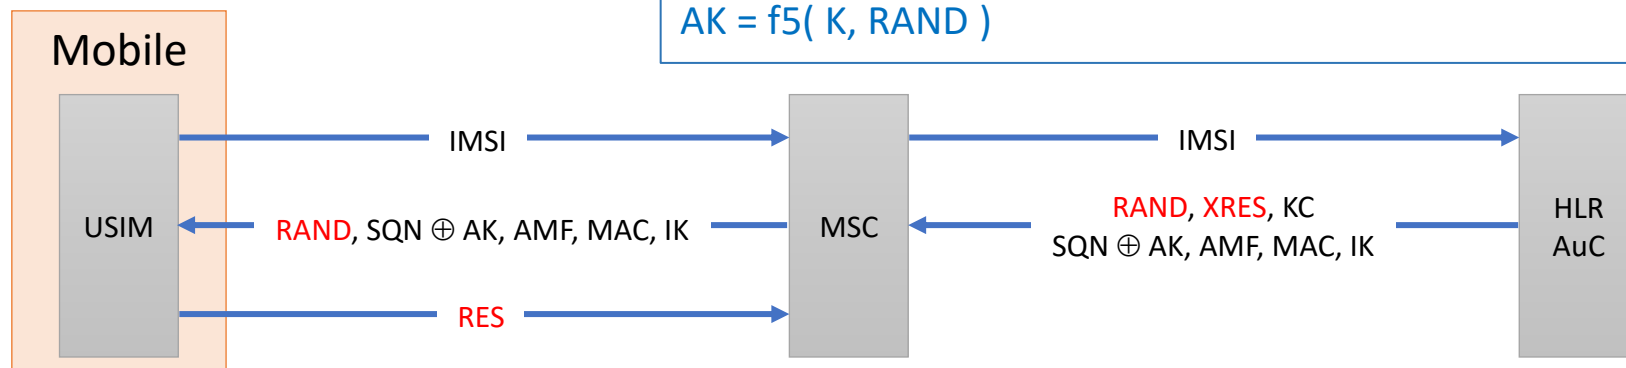 AK = f5( K, RAND )
Mobile
IMSI
IMSI
USIM
RAND, SQN ⊕ AK, AMF, MAC, IK
MSC
RAND, XRES, KC
SQN ⊕ AK, AMF, MAC, IK
HLR
AuC
RES